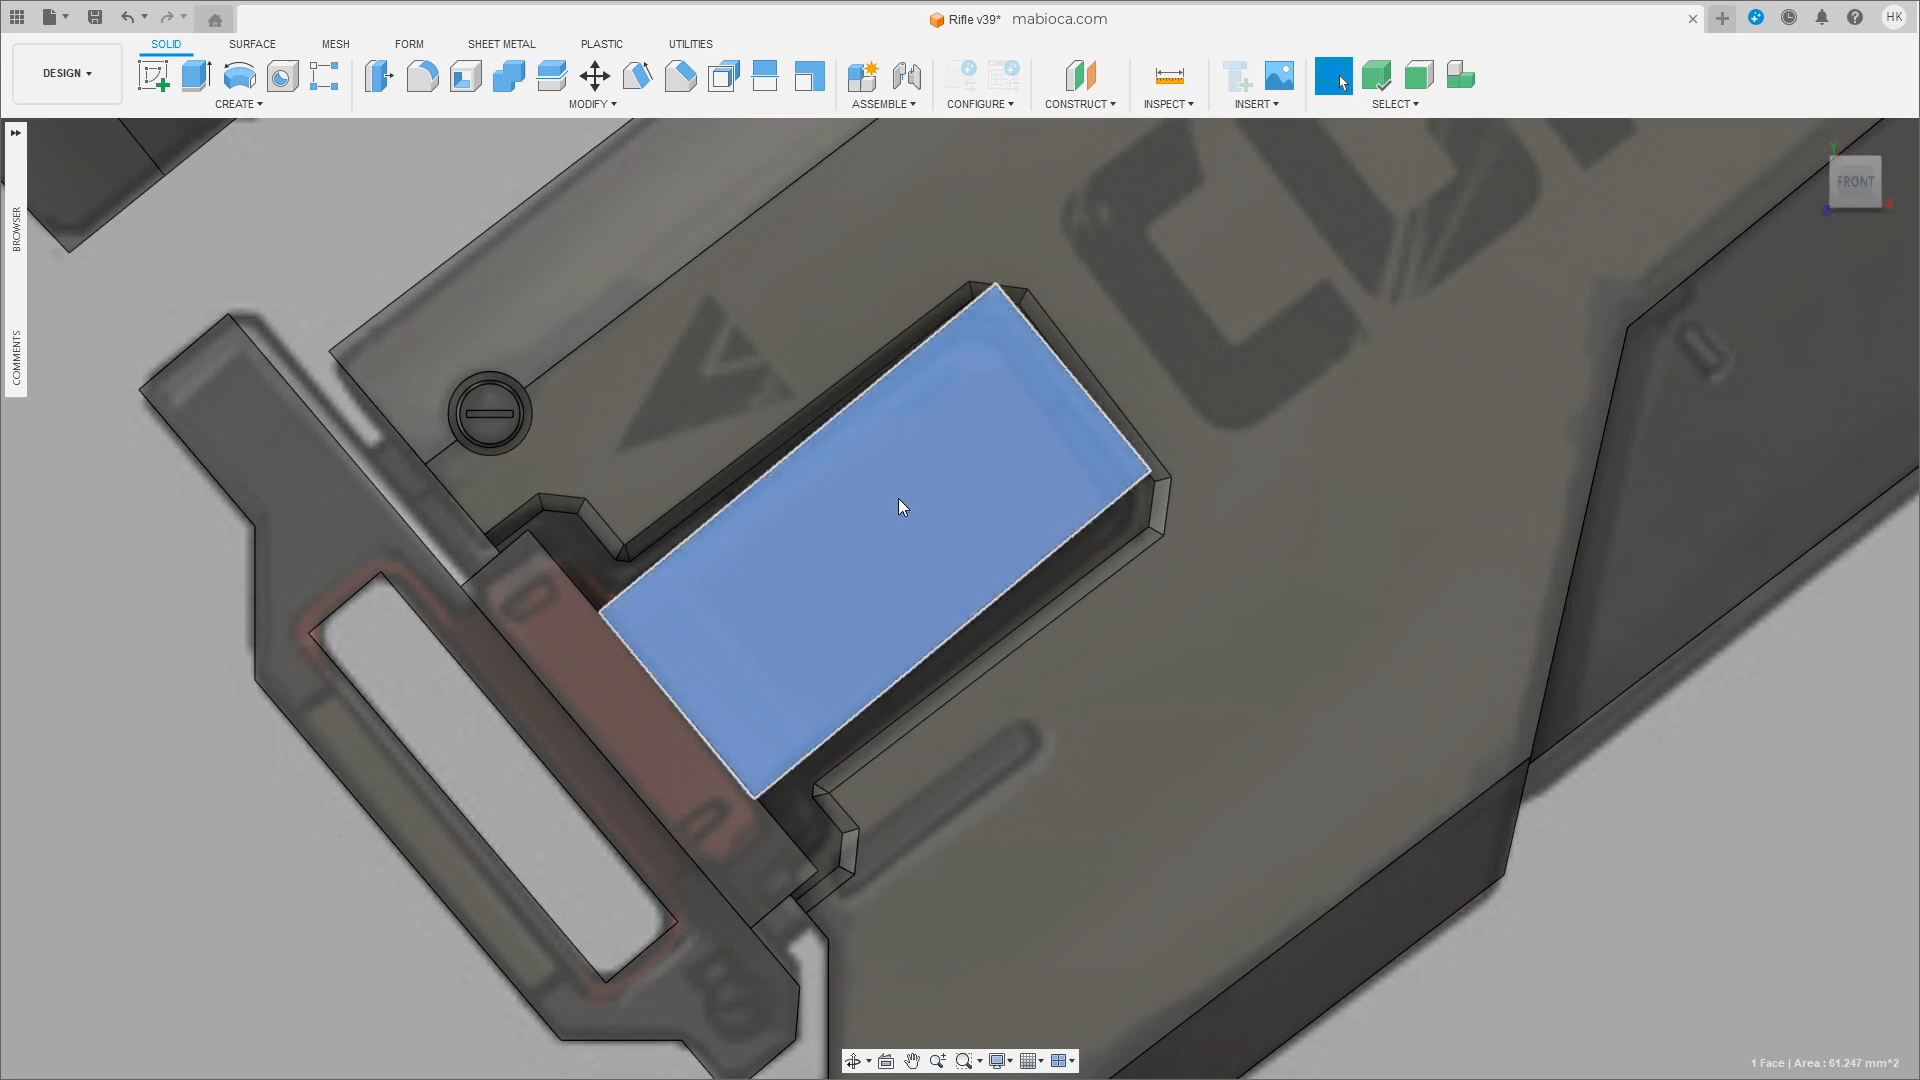 Rifle v39* mabioca.com
HK
DESIGN
SOLID SURFACE MESH FORM SHEET METAL PLASTIC UTILITIES
CREATE MODIFY ASSEMBLE CONFIGURE CONSTRUCT INSPECT INSERT SELECT
BROWSER
COMMENTS
Y
FRONT
Z X
1 Face | Area : 61.247 mm^2